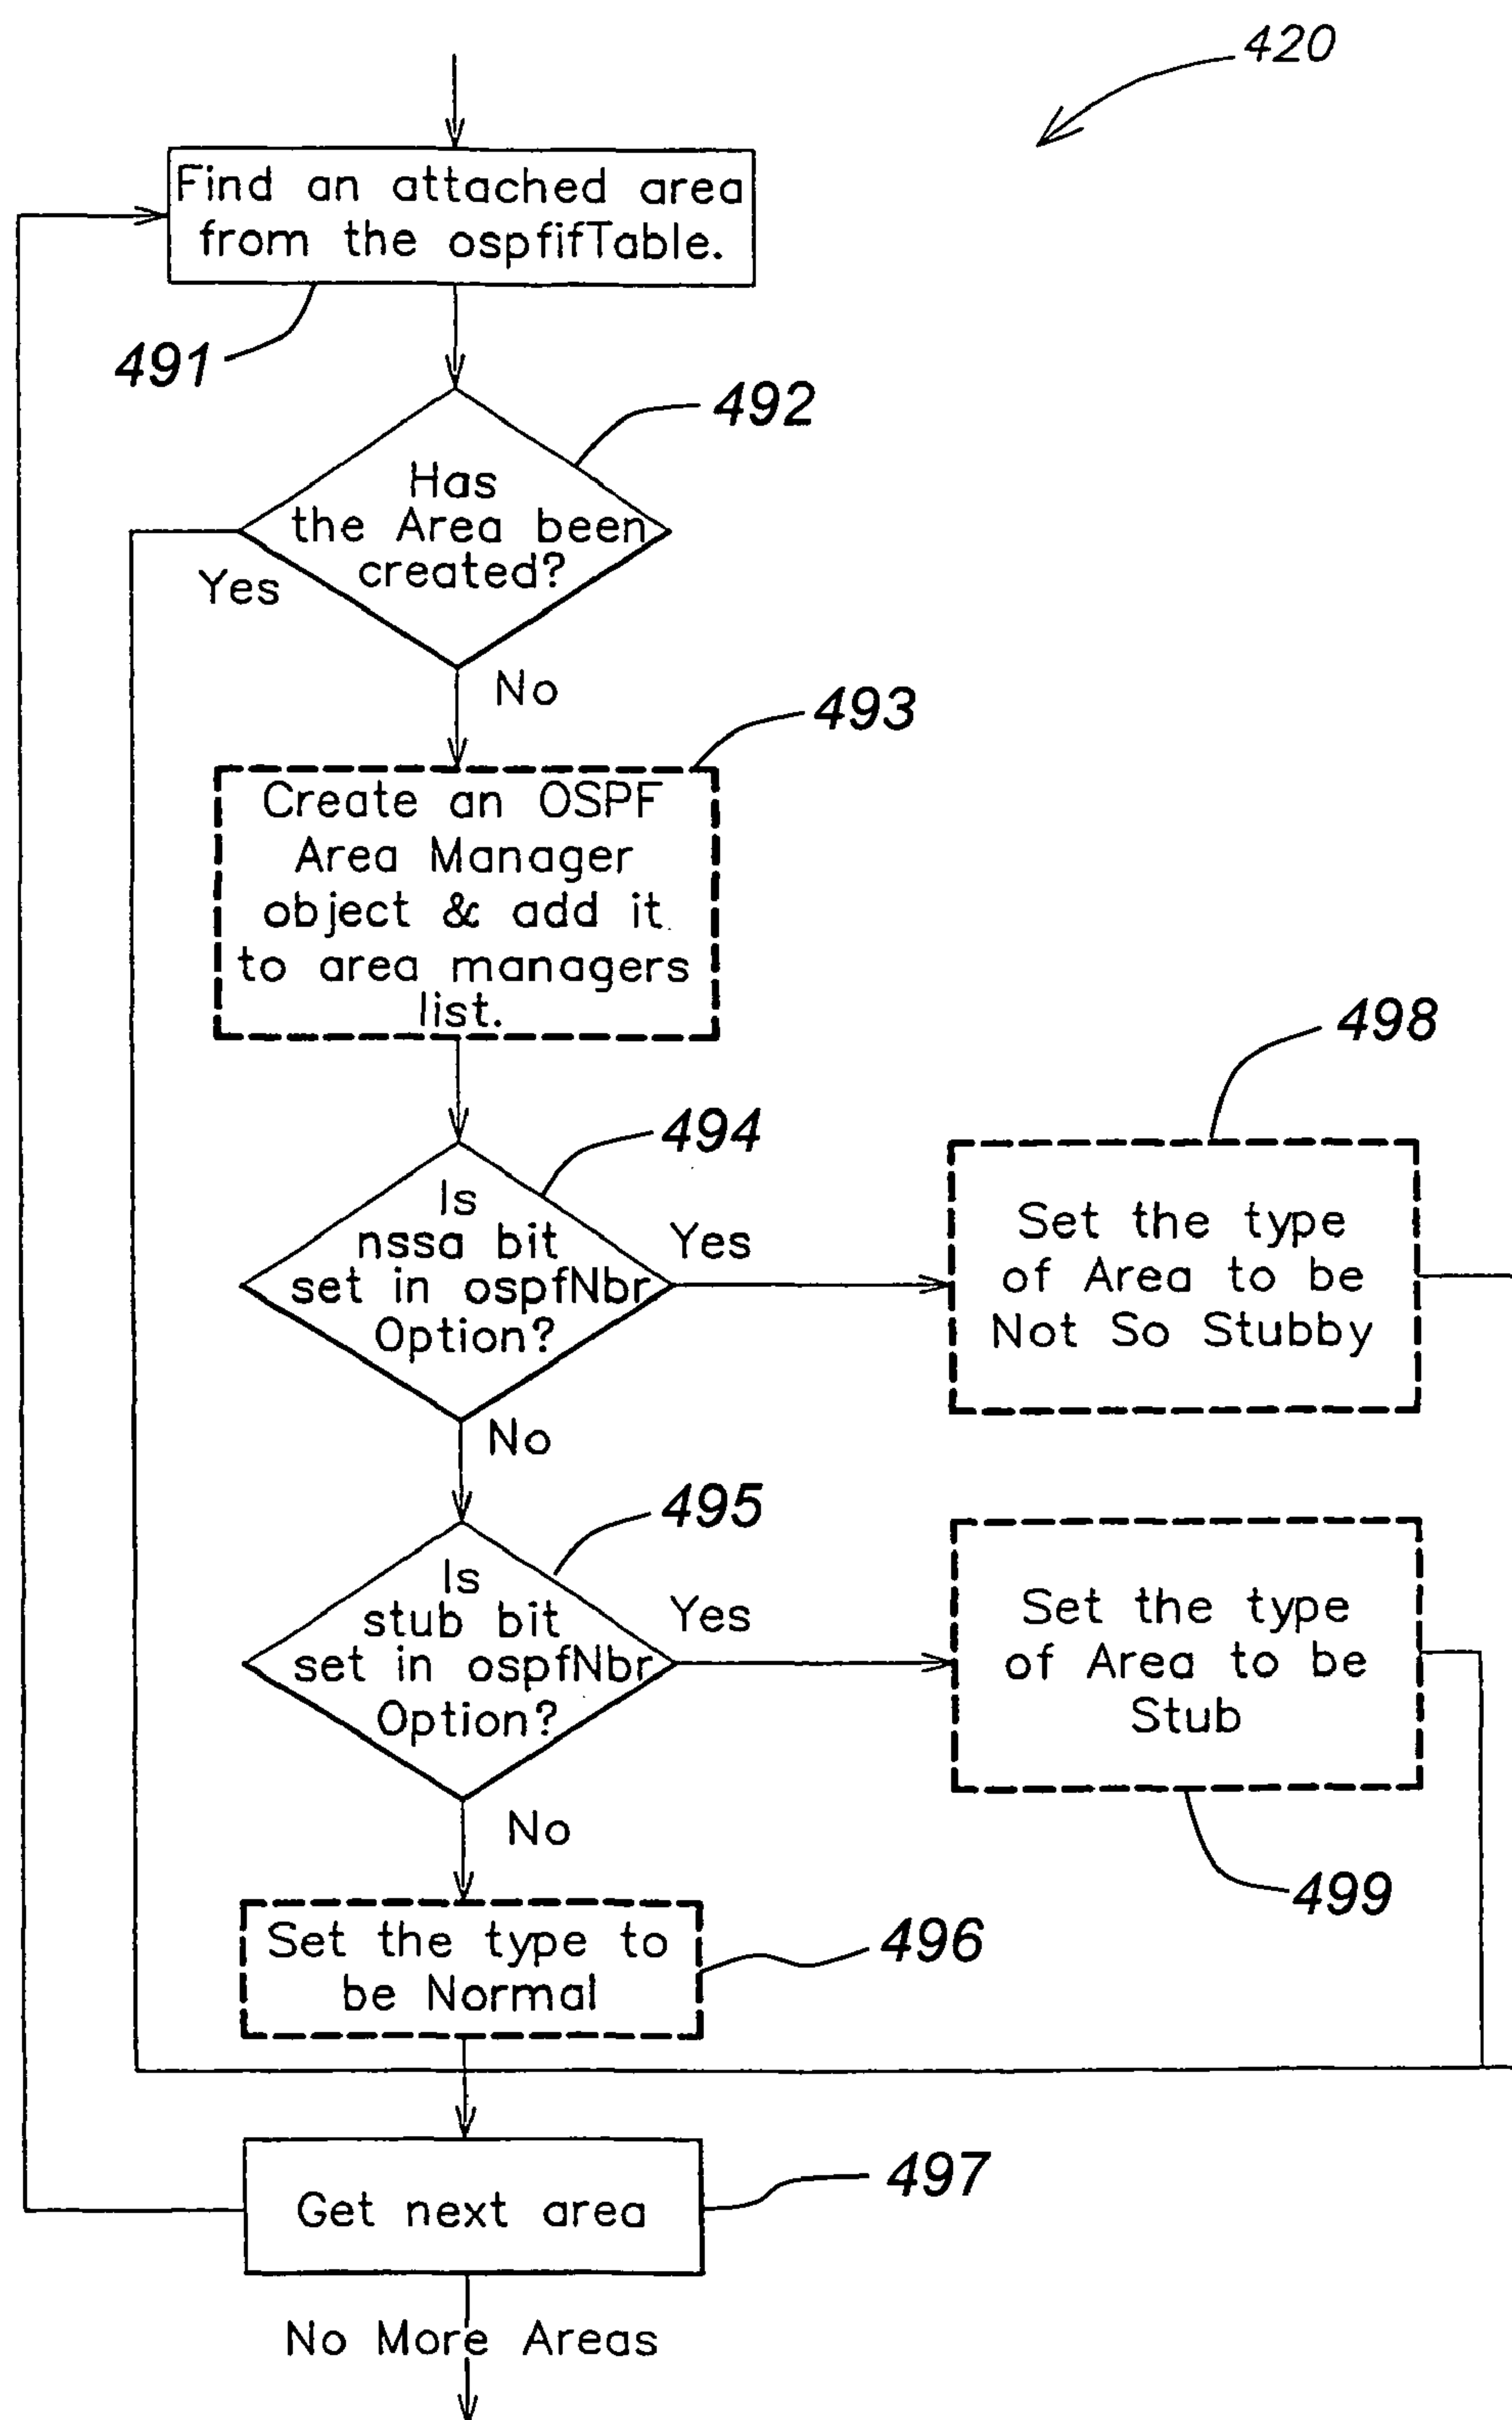 420
Find an attached area
from the ospfifTable.
491
492
Has
the Area been
created?
Yes
No
493
Create an OSPF
Area Manager
object & add it
to area managers
list.
498
494
Is
nssa bit
set in ospfNbr
Option?
Yes
Set the type
of Area to be
Not So Stubby
No
495
Is
stub bit
set in ospfNbr
Option?
Yes
Set the type
of Area to be
Stub
No
499
Set the type to
be Normal
496
497
Get next area
No More Areas